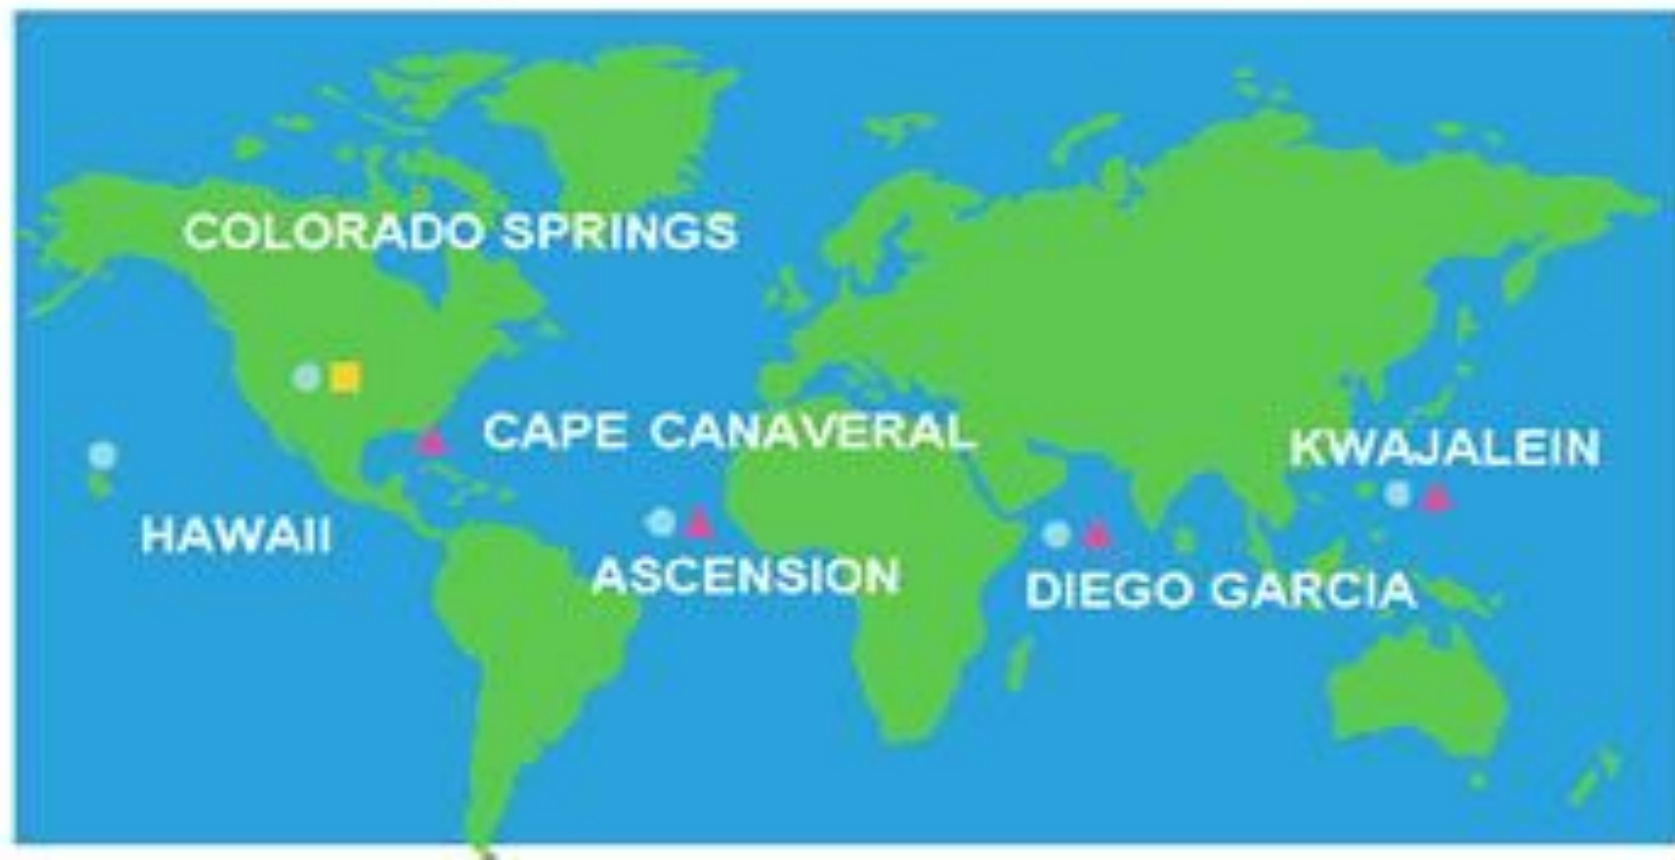 COLORADO SPRINGS
CAPE CANAVERAL
KWAJALEIN
HAWAII
ASCENSION
DIEGO GARCIA